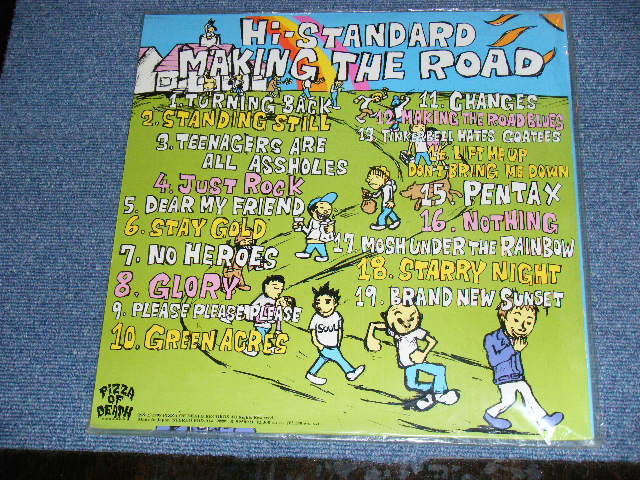 Hi-STANDARD
MAKING THE ROAD
1. TURNING BACK
2. STANDING STILL
3. TEENAGERS ARE
ALL ASSHOLES
4. JUST ROCK
5. DEAR MY FRIEND
6. STAY GOLD
7. NO HEROES
8. GLORY
9. PLEASE PLEASE PLEASE
10. GREEN ACRES
11. CHANGES
12. MAKING THE ROAD BLUES
13. TINKERBELL HATES GOATEES
14. LIFT ME UP
DON'T BRING ME DOWN
15. PENTAX
16. NOTHING
17. MOSH UNDER THE RAINBOW
18. STARRY NIGHT
19. BRAND NEW SUNSET
SOUL
PIZZA
OF
DEATH